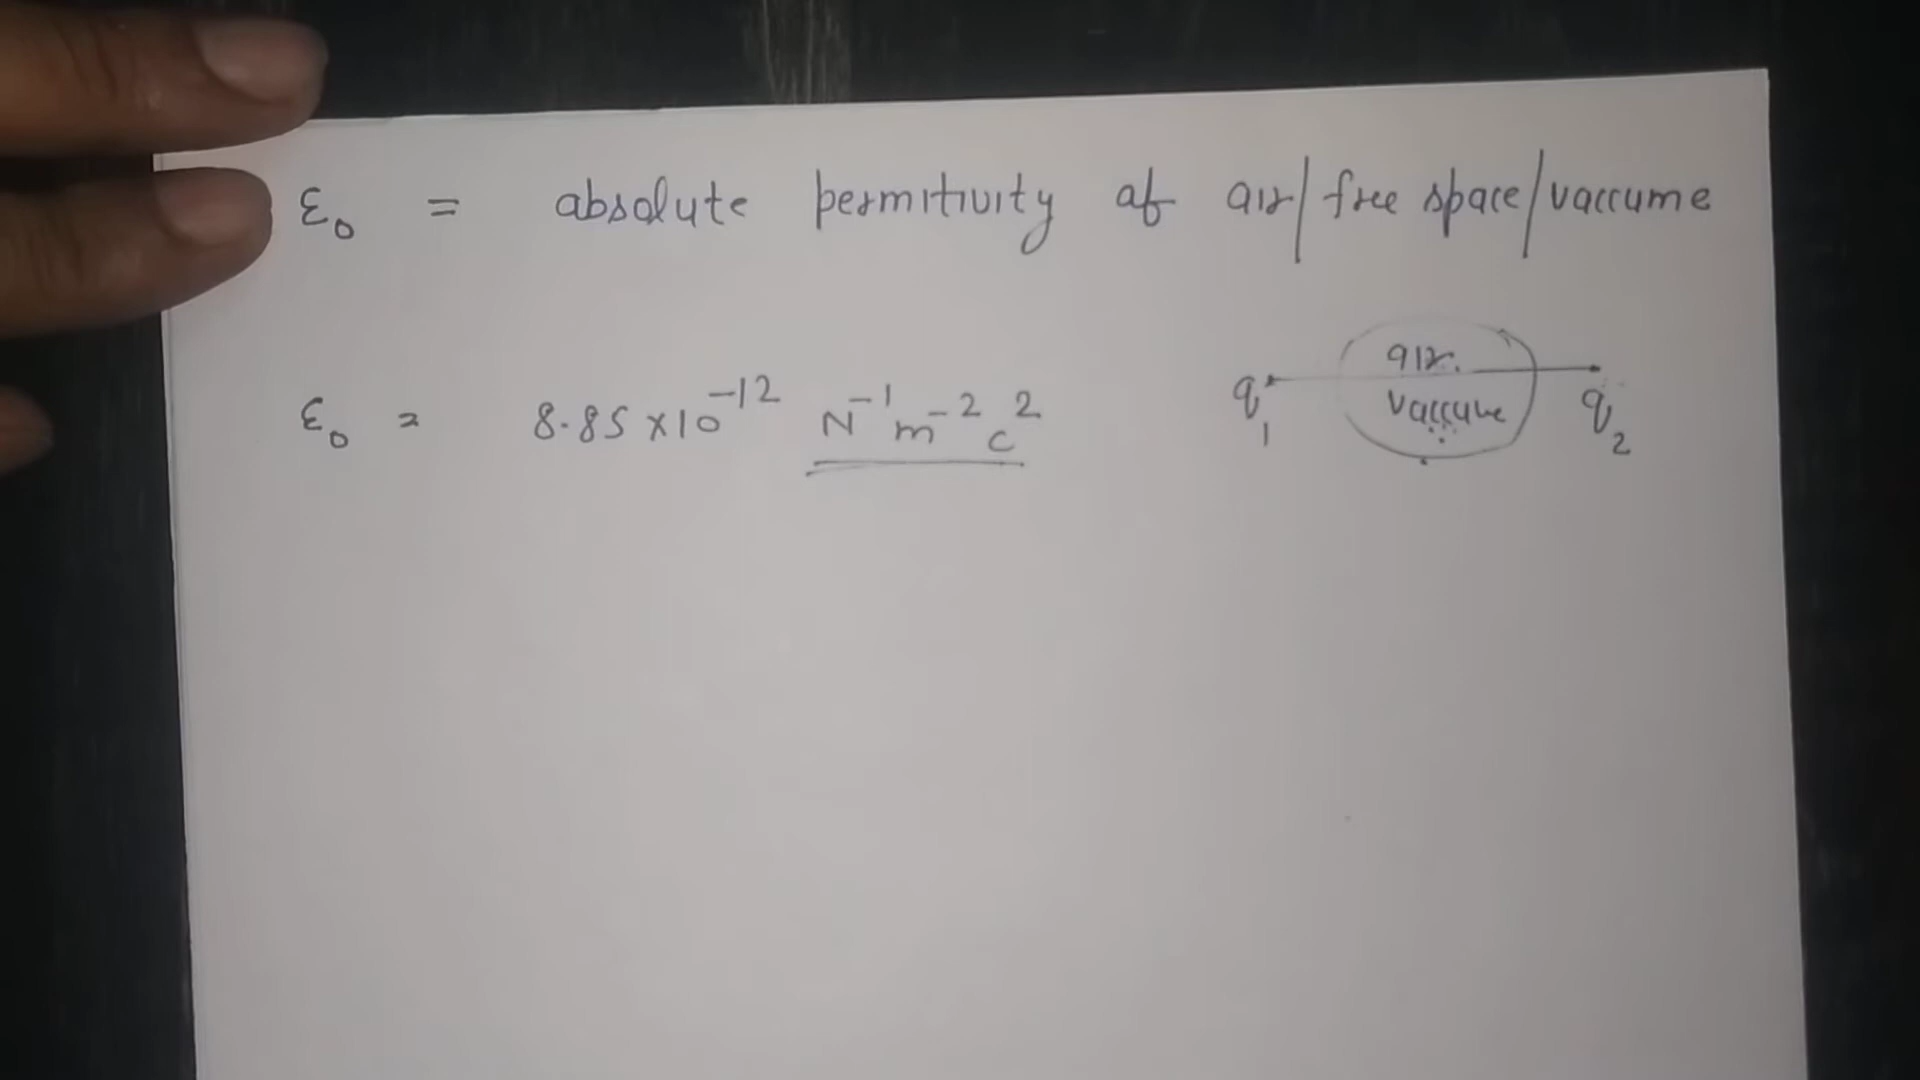 ε₀ = absolute permitivity of air/free space/vaccume
ε₀ = 8.85 x 10⁻¹² N⁻¹ m⁻² c²
q₁ air. q₂
vaccume